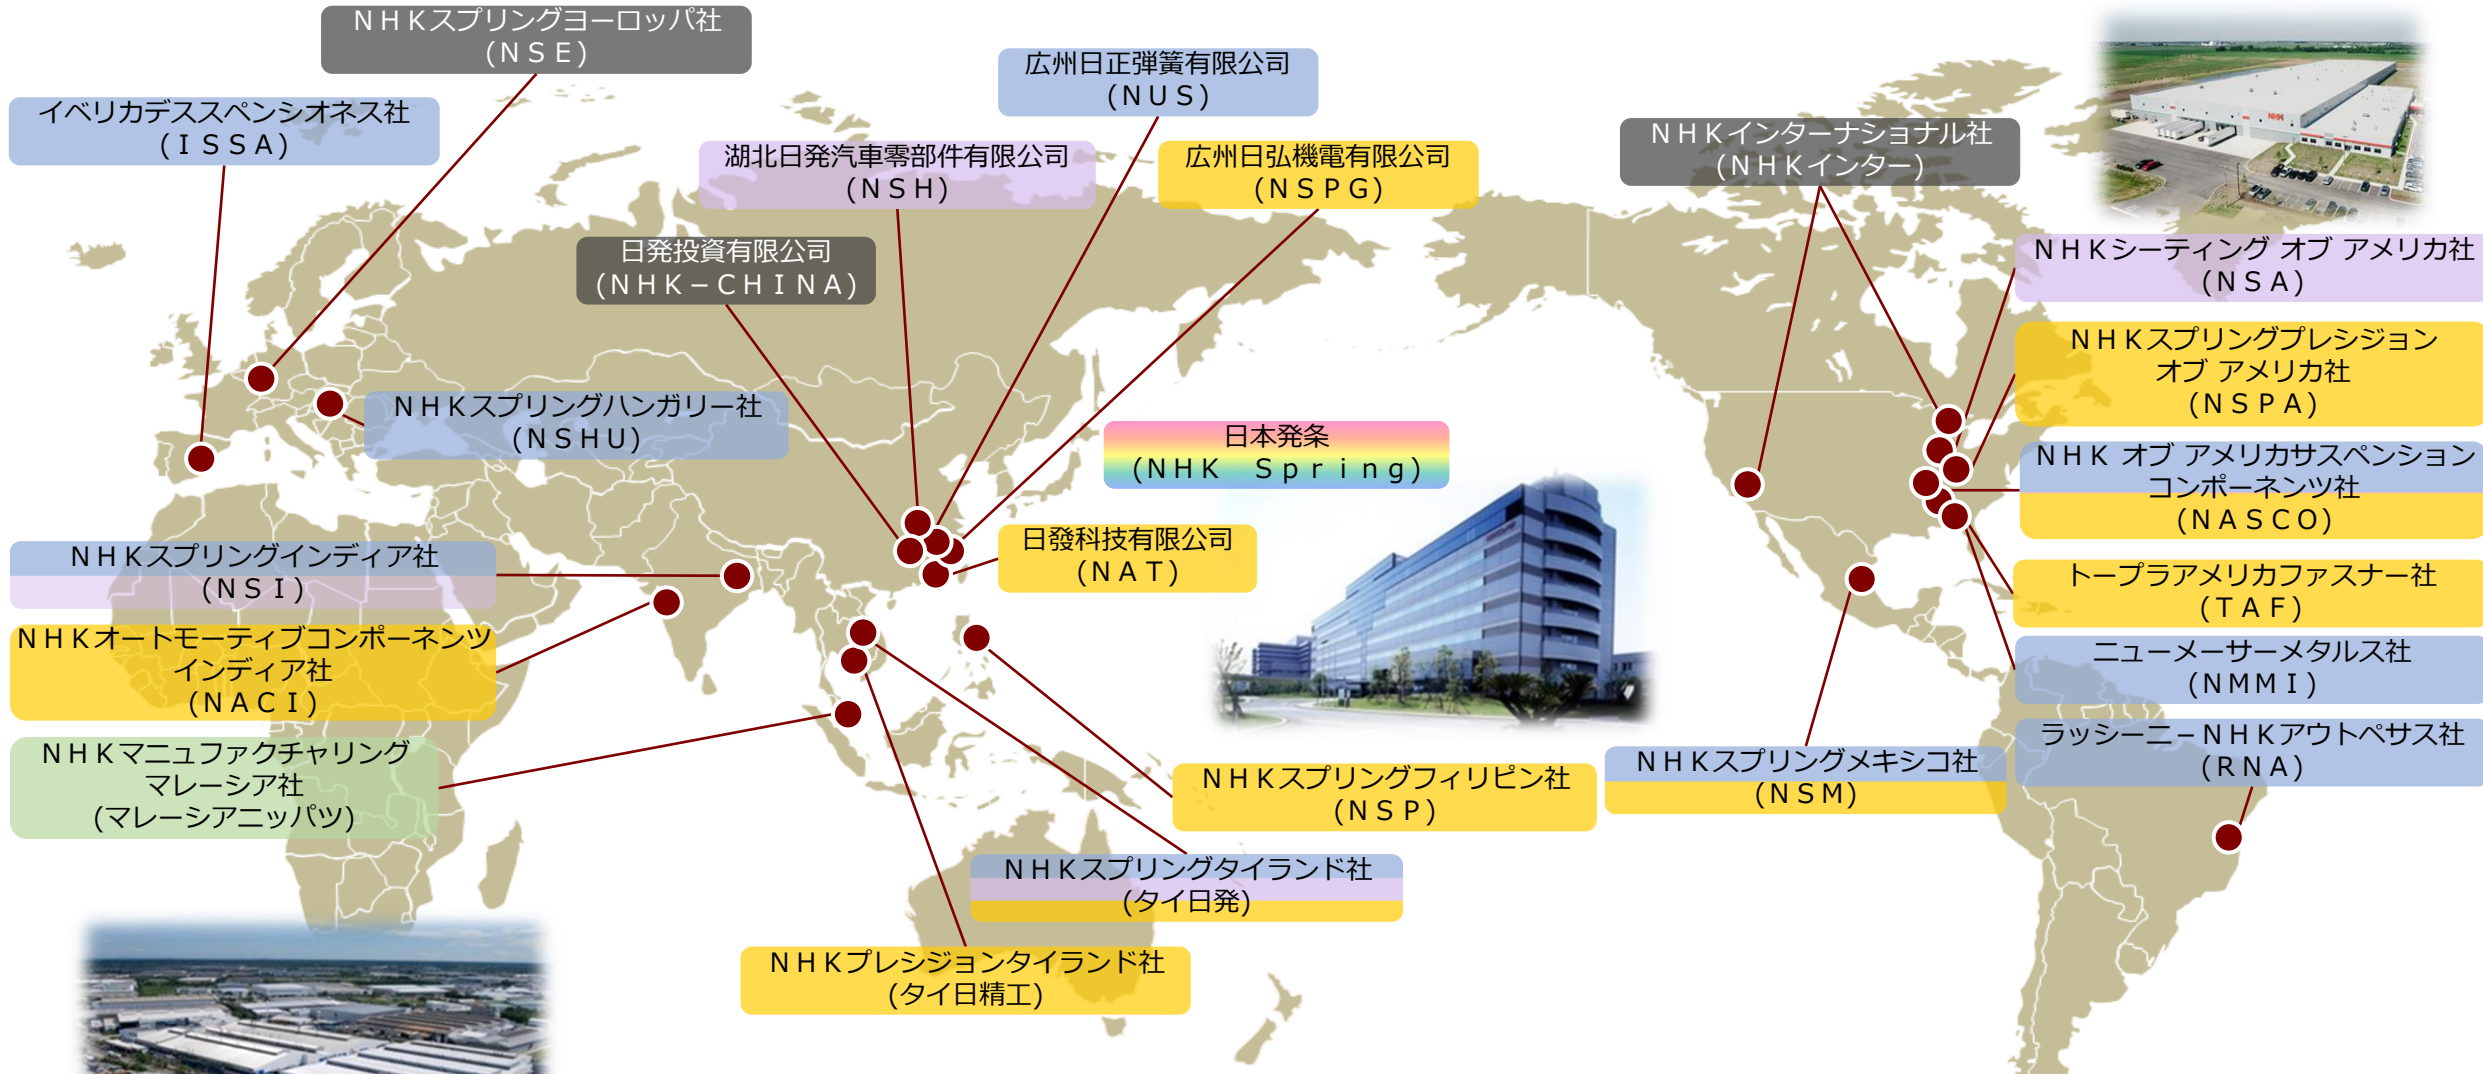 NHKスプリングヨーロッパ社
(NSE)
イベリカデススペンシオネス社
(ISSA)
広州日正弾簧有限公司
(NUS)
湖北日発汽車零部件有限公司
(NSH)
広州日弘機電有限公司
(NSPG)
NHKインターナショナル社
(NHKインター)
NHK
日発投資有限公司
(NHK−CHINA)
NHKシーティング オブ アメリカ社
(NSA)
NHKスプリングプレシジョン
オブ アメリカ社
(NSPA)
NHKスプリングハンガリー社
(NSHU)
日本発条
(NHK Spring)
NHK オブ アメリカサスペンション
コンポーネンツ社
(NASCO)
日發科技有限公司
(NAT)
NHKスプリングインディア社
(NSI)
トープラアメリカファスナー社
(TAF)
NHKオートモーティブコンポーネンツ
インディア社
(NACI)
ニューメーサーメタルス社
(NMMI)
NHKマニュファクチャリング
マレーシア社
(マレーシアニッパツ)
ラッシーニ−NHKアウトペサス社
(RNA)
NHKスプリングフィリピン社
(NSP)
NHKスプリングメキシコ社
(NSM)
NHKスプリングタイランド社
(タイ日発)
NHKプレシジョンタイランド社
(タイ日精工)